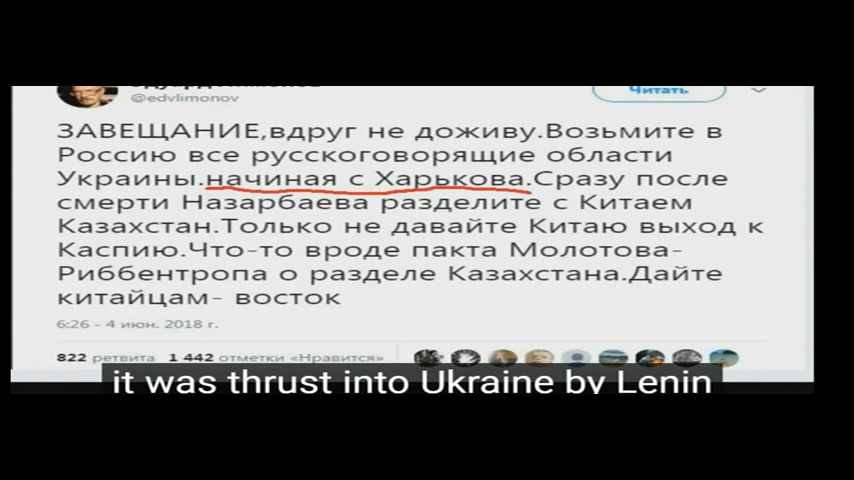 @edvlimonov
Читать
ЗАВЕЩАНИЕ,вдруг не доживу.Возьмите в
Россию все русскоговорящие области
Украины.начиная с Харькова.Сразу после
смерти Назарбаева разделите с Китаем
Казахстан.Только не давайте Китаю выход к
Каспию.Что-то вроде пакта Молотова-
Риббентропа о разделе Казахстана.Дайте
китайцам- восток
6:26 - 4 июн. 2018 г.
822 ретвита 1 442 отметки «Нравится»
it was thrust into Ukraine by Lenin